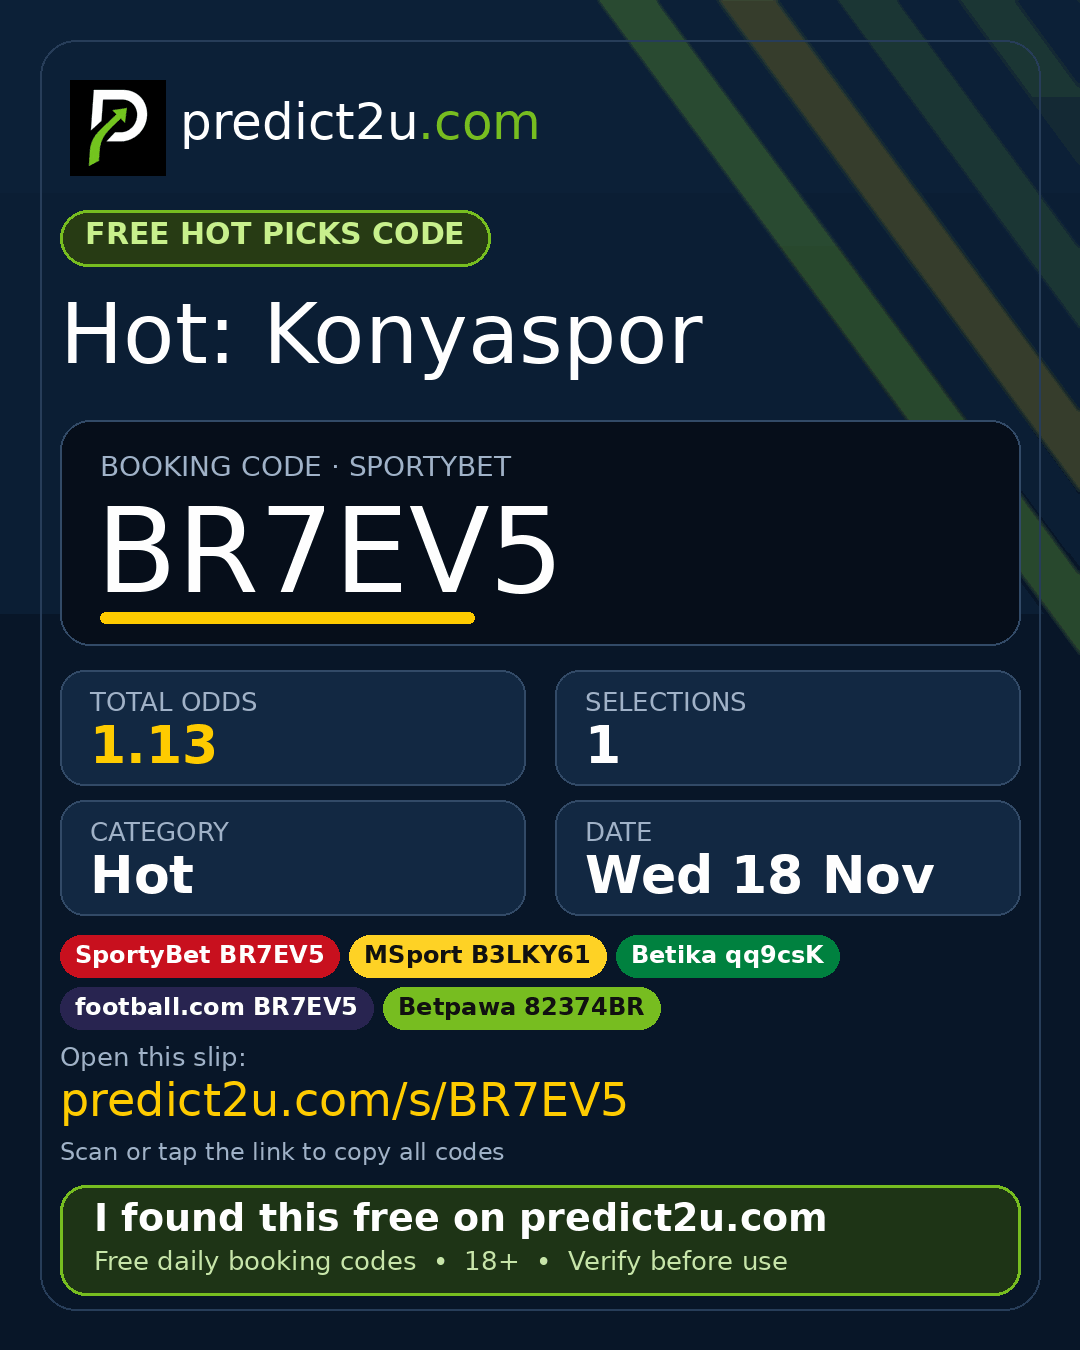 predict2u.com
FREE HOT PICKS CODE
Hot: Konyaspor
BOOKING CODE · SPORTYBET
BR7EV5
TOTAL ODDS
1.13
SELECTIONS
1
CATEGORY
Hot
DATE
Wed 18 Nov
SportyBet BR7EV5
MSport B3LKY61
Betika qq9csK
football.com BR7EV5
Betpawa 82374BR
Open this slip:
predict2u.com/s/BR7EV5
Scan or tap the link to copy all codes
I found this free on predict2u.com
Free daily booking codes • 18+ • Verify before use